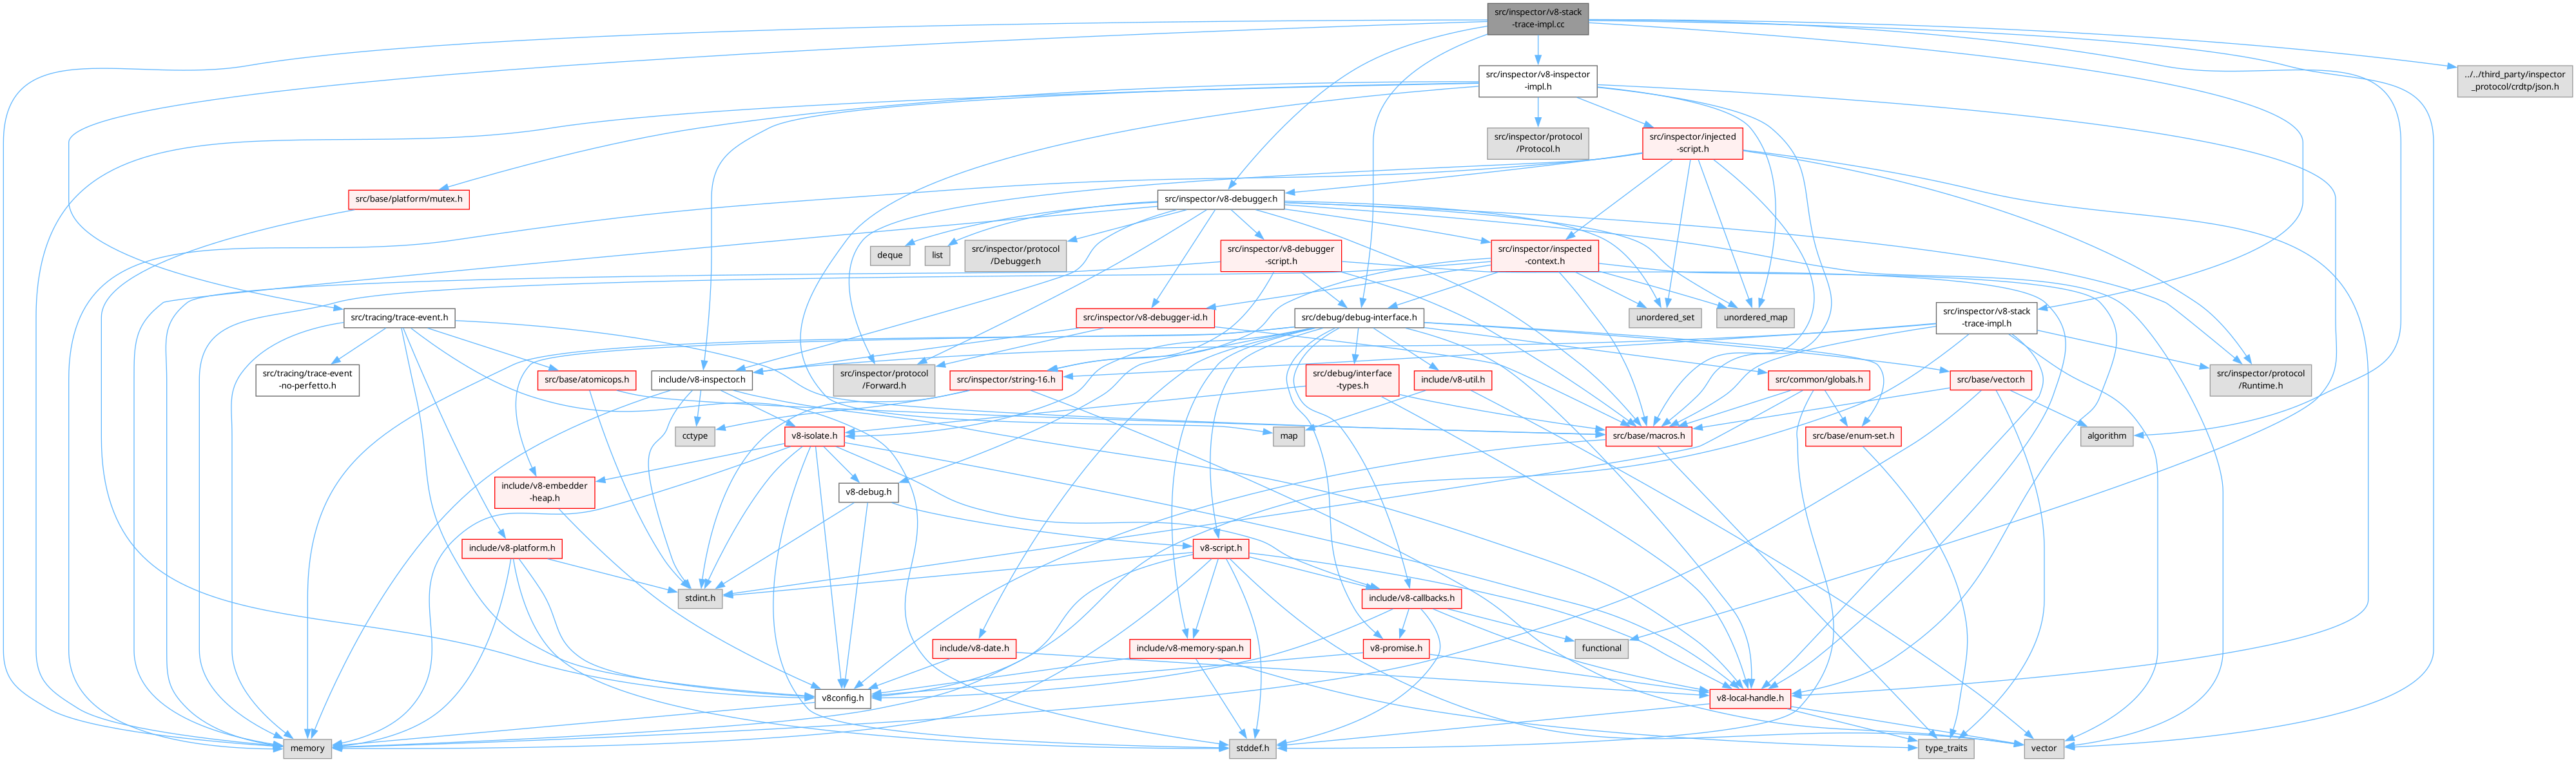 src/inspector/v8-stack
-trace-impl.cc
src/inspector/v8-inspector
-impl.h
../../third_party/inspector
_protocol/crdtp/json.h
src/inspector/protocol
/Protocol.h
src/inspector/injected
-script.h
src/base/platform/mutex.h
src/inspector/v8-debugger.h
deque
list
src/inspector/protocol
/Debugger.h
src/inspector/v8-debugger
-script.h
src/inspector/inspected
-context.h
src/tracing/trace-event.h
src/inspector/v8-debugger-id.h
src/debug/debug-interface.h
unordered_set
unordered_map
src/inspector/v8-stack
-trace-impl.h
src/tracing/trace-event
-no-perfetto.h
src/base/atomicops.h
include/v8-inspector.h
src/inspector/protocol
/Forward.h
src/inspector/string-16.h
src/debug/interface
-types.h
include/v8-util.h
src/common/globals.h
src/base/vector.h
src/inspector/protocol
/Runtime.h
cctype
v8-isolate.h
map
src/base/macros.h
src/base/enum-set.h
algorithm
include/v8-embedder
-heap.h
v8-debug.h
include/v8-platform.h
v8-script.h
stdint.h
include/v8-callbacks.h
include/v8-date.h
include/v8-memory-span.h
v8-promise.h
functional
v8config.h
v8-local-handle.h
memory
stddef.h
type_traits
vector